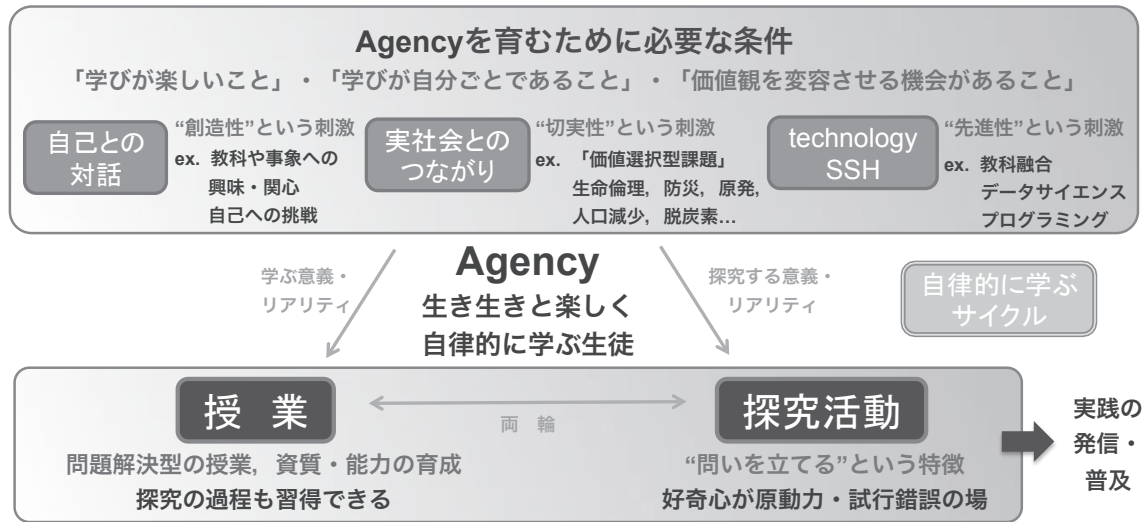 Agencyを育むために必要な条件
「学びが楽しいこと」・「学びが自分ごとであること」・「価値観を変容させる機会があること」
自己との
対話
“創造性”という刺激
ex. 教科や事象への
興味・関心
自己への挑戦
実社会との
つながり
“切実性”という刺激
ex. 「価値選択型課題」
生命倫理，防災，原発，
人口減少，脱炭素…
technology
SSH
“先進性”という刺激
ex. 教科融合
データサイエンス
プログラミング
学ぶ意義・
リアリティ
Agency
生き生きと楽しく
自律的に学ぶ生徒
探究する意義・
リアリティ
自律的に学ぶ
サイクル
授 業
両 輪
探究活動
問題解決型の授業，資質・能力の育成
探究の過程も習得できる
“問いを立てる”という特徴
好奇心が原動力・試行錯誤の場
実践の
発信・
普及